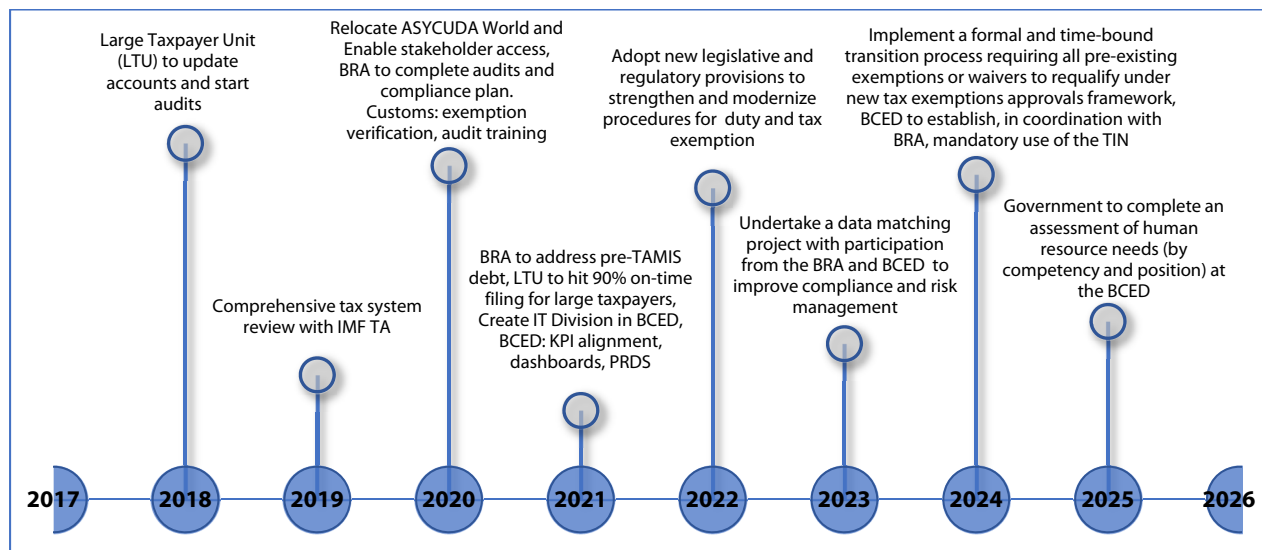 Large Taxpayer Unit
(LTU) to update
accounts and start
audits
Comprehensive tax system
review with IMF TA
Relocate ASYCUDA World and
Enable stakeholder access,
BRA to complete audits and
compliance plan.
Customs: exemption
verification, audit training
BRA to address pre-TAMIS
debt, LTU to hit 90% on-time
filing for large taxpayers,
Create IT Division in BCED,
BCED: KPI alignment,
dashboards, PRDS
Adopt new legislative and
regulatory provisions to
strengthen and modernize
procedures for duty and tax
exemption
Undertake a data matching
project with participation
from the BRA and BCED to
improve compliance and risk
management
Implement a formal and time-bound
transition process requiring all pre-existing
exemptions or waivers to requalify under
new tax exemptions approvals framework,
BCED to establish, in coordination with
BRA, mandatory use of the TIN
Government to complete an
assessment of human
resource needs (by
competency and position) at
the BCED
2017 2018 2019 2020 2021 2022 2023 2024 2025 2026